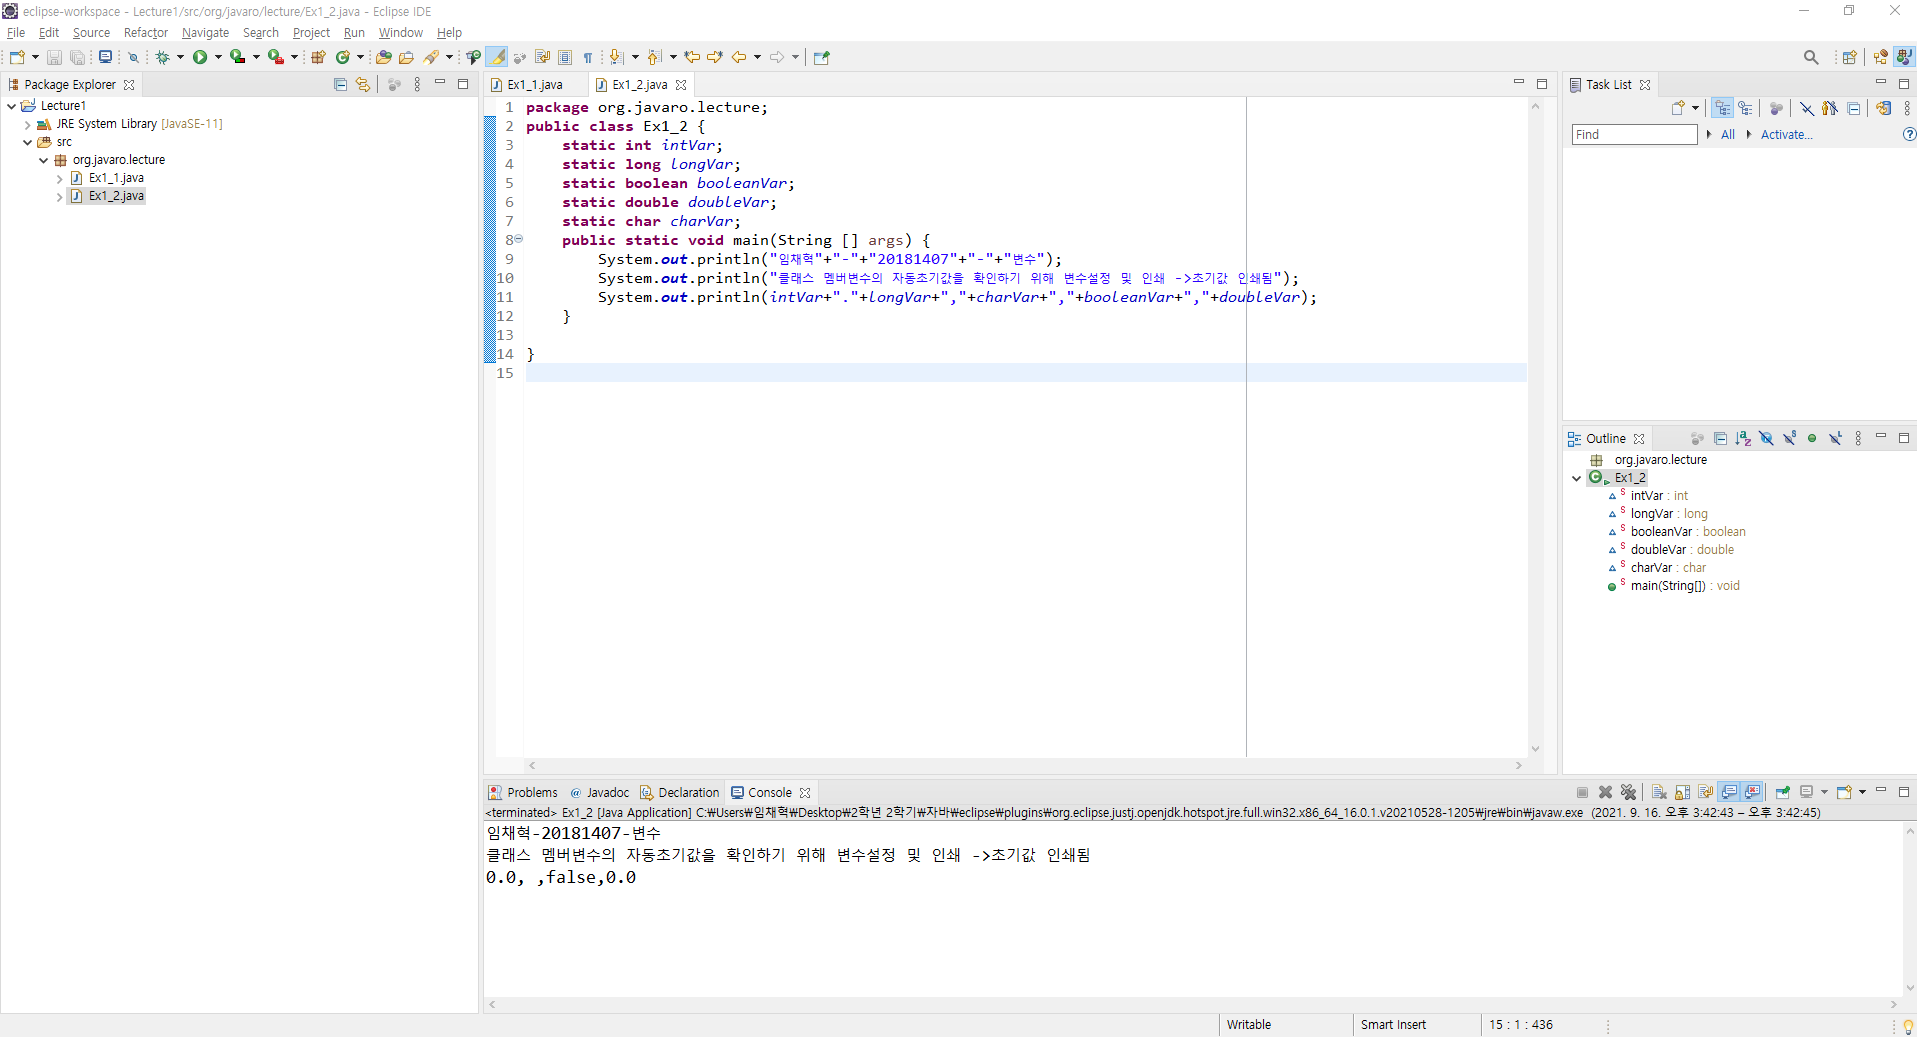 eclipse-workspace - Lecture1/src/org/javaro/lecture/Ex1_2.java - Eclipse IDE
File Edit Source Refactor Navigate Search Project Run Window Help
Package Explorer
Lecture1
JRE System Library [JavaSE-11]
src
org.javaro.lecture
Ex1_1.java
Ex1_2.java
Ex1_1.java Ex1_2.java
1 package org.javaro.lecture;
2 public class Ex1_2 {
3 static int intVar;
4 static long longVar;
5 static boolean booleanVar;
6 static double doubleVar;
7 static char charVar;
8 public static void main(String [] args) {
9 System.out.println("임채혁"+"-"+"20181407"+"-"+"변수");
10 System.out.println("클래스 멤버변수의 자동초기값을 확인하기 위해 변수설정 및 인쇄 ->초기값 인쇄됨");
11 System.out.println(intVar+"."+longVar+","+charVar+","+booleanVar+","+doubleVar);
12 }
13
14 }
15
Task List
Find All Activate...
Outline
org.javaro.lecture
Ex1_2
intVar : int
longVar : long
booleanVar : boolean
doubleVar : double
charVar : char
main(String[]) : void
Problems Javadoc Declaration Console
<terminated> Ex1_2 [Java Application] C:₩Users₩임채혁₩Desktop₩2학년 2학기₩자바₩eclipse₩plugins₩org.eclipse.justj.openjdk.hotspot.jre.full.win32.x86_64_16.0.1.v20210528-1205₩jre₩bin₩javaw.exe (2021. 9. 16. 오후 3:42:43 – 오후 3:42:45)
임채혁-20181407-변수
클래스 멤버변수의 자동초기값을 확인하기 위해 변수설정 및 인쇄 ->초기값 인쇄됨
0.0, ,false,0.0
Writable Smart Insert 15 : 1 : 436